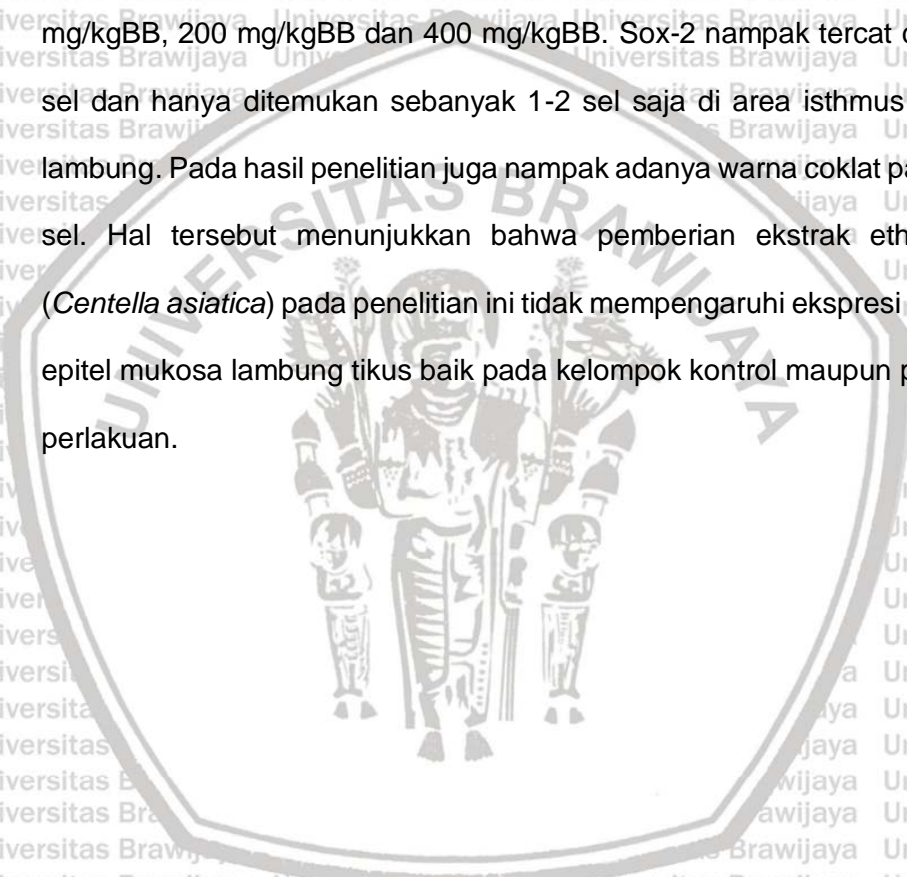 mg/kgBB, 200 mg/kgBB dan 400 mg/kgBB. Sox-2 nampak tercat
sel dan hanya ditemukan sebanyak 1-2 sel saja di area isthmus
lambung. Pada hasil penelitian juga nampak adanya warna coklat
sel. Hal tersebut menunjukkan bahwa pemberian ekstrak
(Centella asiatica) pada penelitian ini tidak mempengaruhi ekspresi
epitel mukosa lambung tikus baik pada kelompok kontrol maupun
perlakuan.
UNIVERSITAS BRAWIJAYA